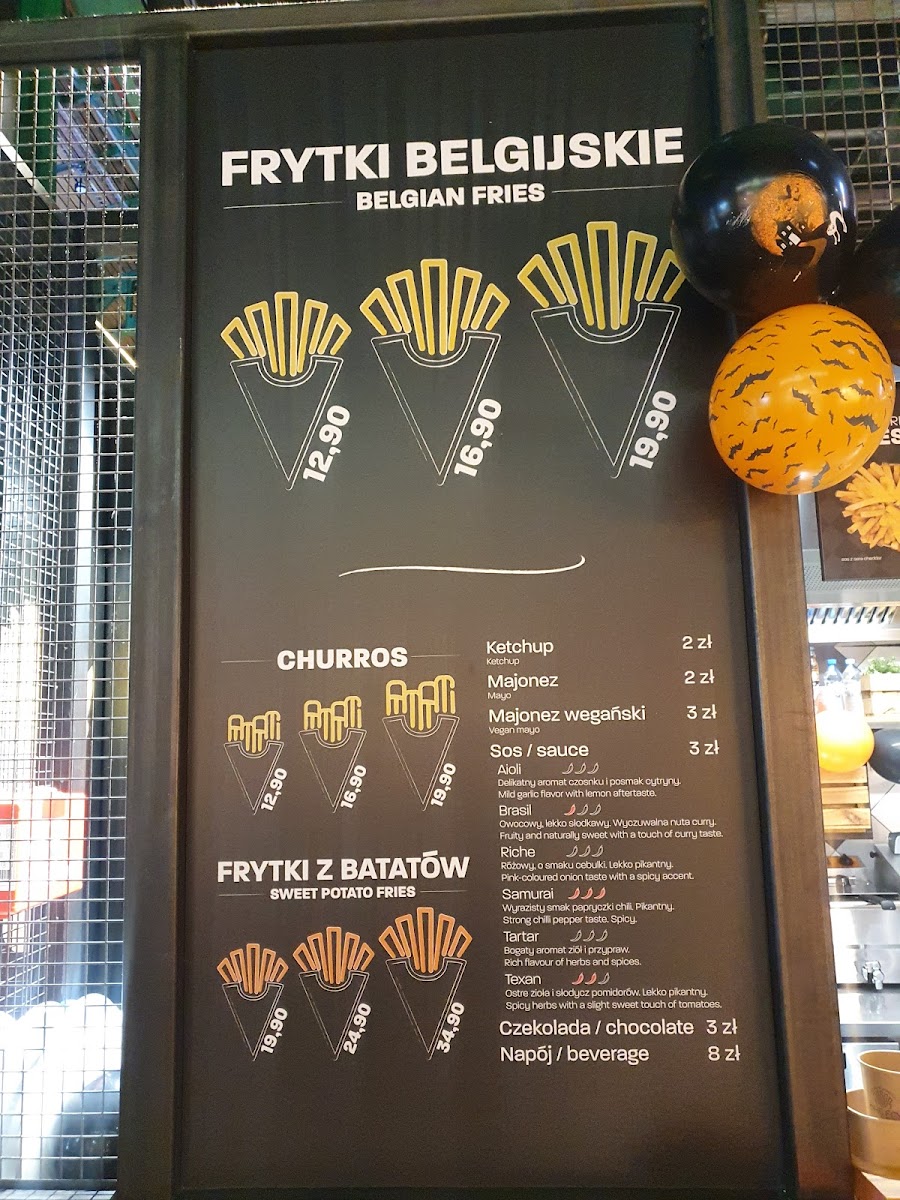 FRYTKI BELGIJSKIE
BELGIAN FRIES
12,90
16,90
19,90
CHURROS
12,90
16,90
19,90
FRYTKI Z BATATÓW
SWEET POTATO FRIES
19,90
24,90
34,90
Ketchup 2 zł
Ketchup
Majonez 2 zł
Mayo
Majonez wegański 3 zł
Vegan mayo
Sos / sauce 3 zł
Aioli
Delikatny aromat czosnku i posmak cytryny.
Mild garlic flavor with lemon aftertaste.
Brasil
Owocowy, lekko słodkawy. Wyczuwalna nuta curry.
Fruity and naturally sweet with a touch of curry taste.
Riche
Różowy, o smaku cebulki. Lekko pikantny.
Pink-coloured onion taste with a spicy accent.
Samurai
Wyrazisty smak papryczki chili. Pikantny.
Strong chilli pepper taste. Spicy.
Tartar
Bogaty aromat ziół i przypraw.
Rich flavour of herbs and spices.
Texan
Ostre zioła i słodycz pomidorów. Lekko pikantny.
Spicy herbs with a slight sweet touch of tomatoes.
Czekolada / chocolate 3 zł
Napój / beverage 8 zł